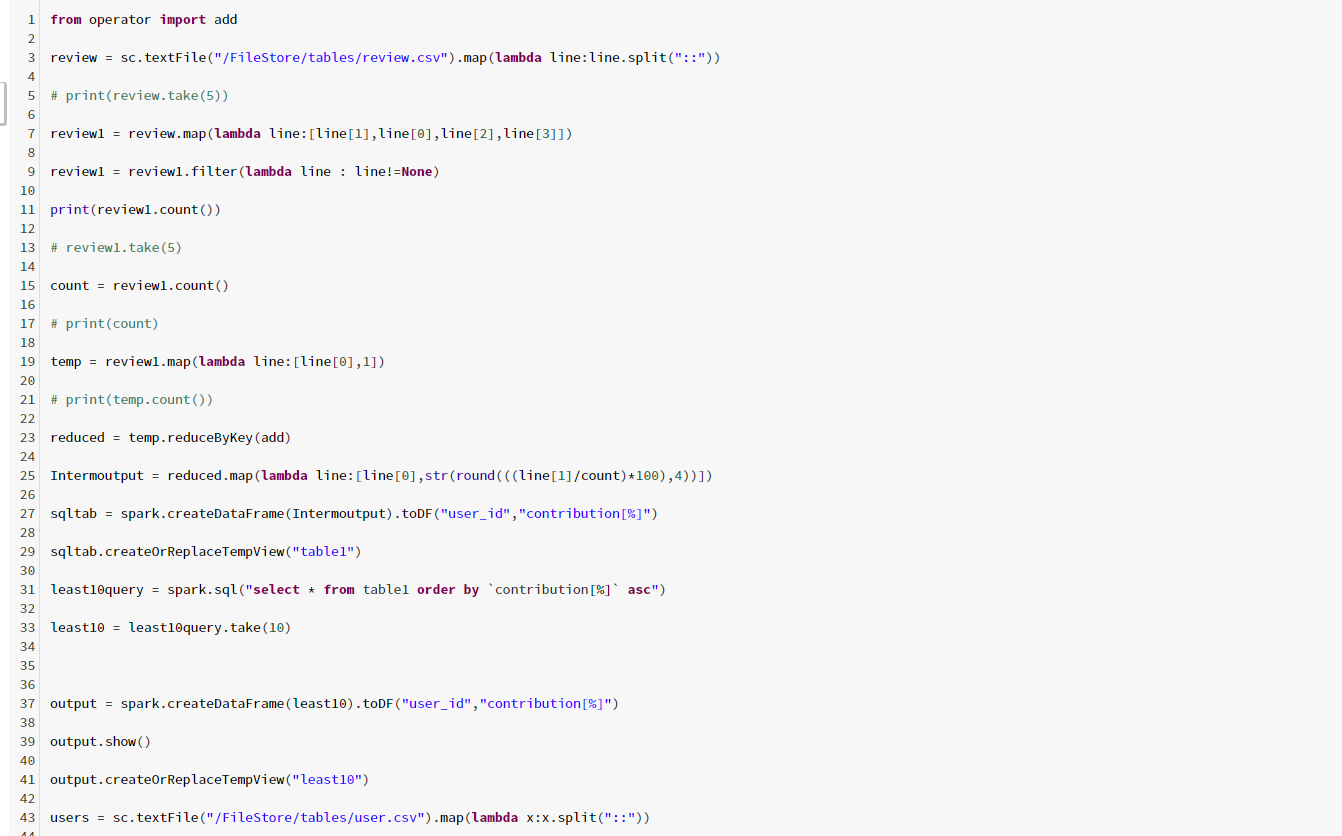 1 from operator import add
2
3 review = sc.textFile("/FileStore/tables/review.csv").map(lambda line:line.split("::"))
4
5 # print(review.take(5))
6
7 review1 = review.map(lambda line:[line[1],line[0],line[2],line[3]])
8
9 review1 = review1.filter(lambda line : line!=None)
10
11 print(review1.count())
12
13 # review1.take(5)
14
15 count = review1.count()
16
17 # print(count)
18
19 temp = review1.map(lambda line:[line[0],1])
20
21 # print(temp.count())
22
23 reduced = temp.reduceByKey(add)
24
25 Intermoutput = reduced.map(lambda line:[line[0],str(round(((line[1]/count)*100),4))])
26
27 sqltab = spark.createDataFrame(Intermoutput).toDF("user_id","contribution[%]")
28
29 sqltab.createOrReplaceTempView("table1")
30
31 least10query = spark.sql("select * from table1 order by `contribution[%]` asc")
32
33 least10 = least10query.take(10)
34
35
36
37 output = spark.createDataFrame(least10).toDF("user_id","contribution[%]")
38
39 output.show()
40
41 output.createOrReplaceTempView("least10")
42
43 users = sc.textFile("/FileStore/tables/user.csv").map(lambda x:x.split("::"))